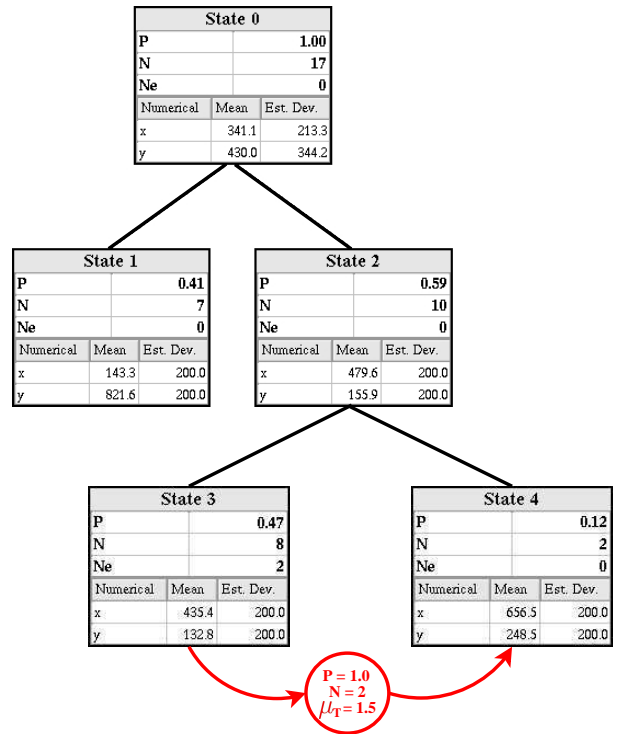 State 0
P 1.00
N 17
Ne 0
Numerical Mean Est. Dev.
x 341.1 213.3
y 430.0 344.2
State 1
P 0.41
N 7
Ne 0
Numerical Mean Est. Dev.
x 143.3 200.0
y 821.6 200.0
State 2
P 0.59
N 10
Ne 0
Numerical Mean Est. Dev.
x 479.6 200.0
y 155.9 200.0
State 3
P 0.47
N 8
Ne 2
Numerical Mean Est. Dev.
x 435.4 200.0
y 132.8 200.0
State 4
P 0.12
N 2
Ne 0
Numerical Mean Est. Dev.
x 656.5 200.0
y 248.5 200.0
P = 1.0
N = 2
μT = 1.5